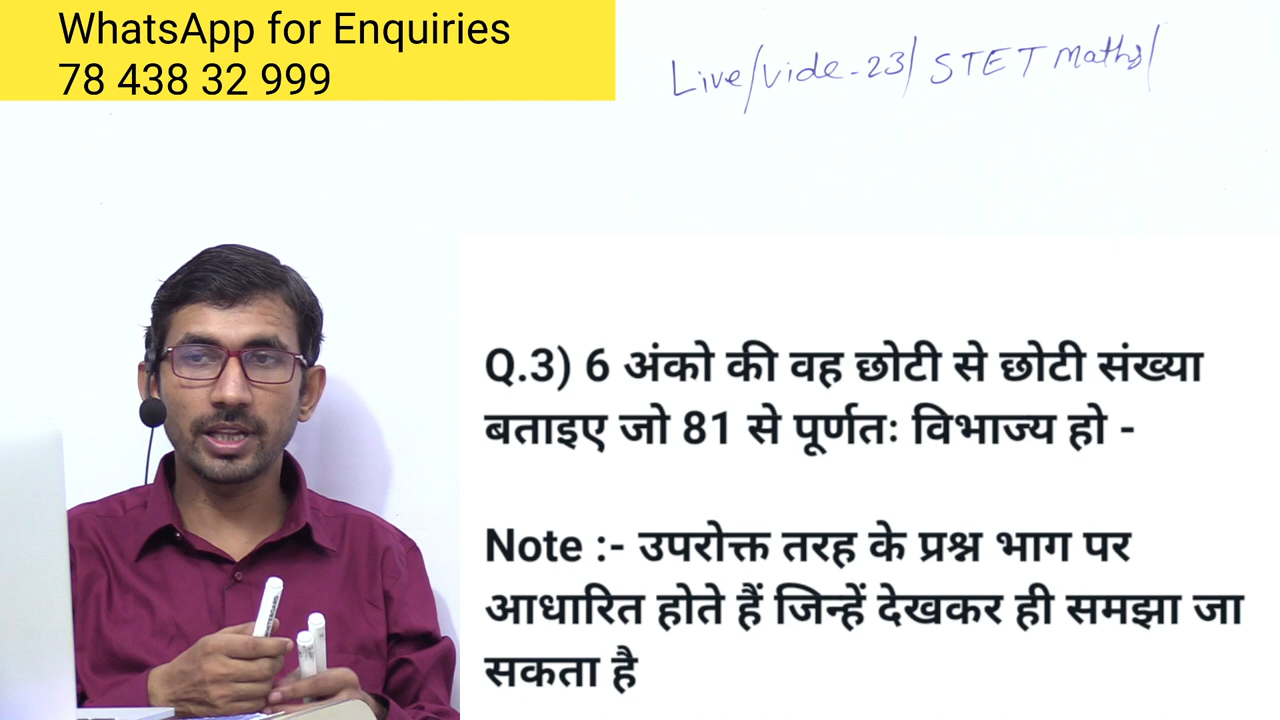 WhatsApp for Enquiries
78 438 32 999
Live/Vide-23/ STET Maths/
Q.3) 6 अंको की वह छोटी से छोटी संख्या
बताइए जो 81 से पूर्णतः विभाज्य हो -
Note :- उपरोक्त तरह के प्रश्न भाग पर
आधारित होते हैं जिन्हें देखकर ही समझा जा
सकता है